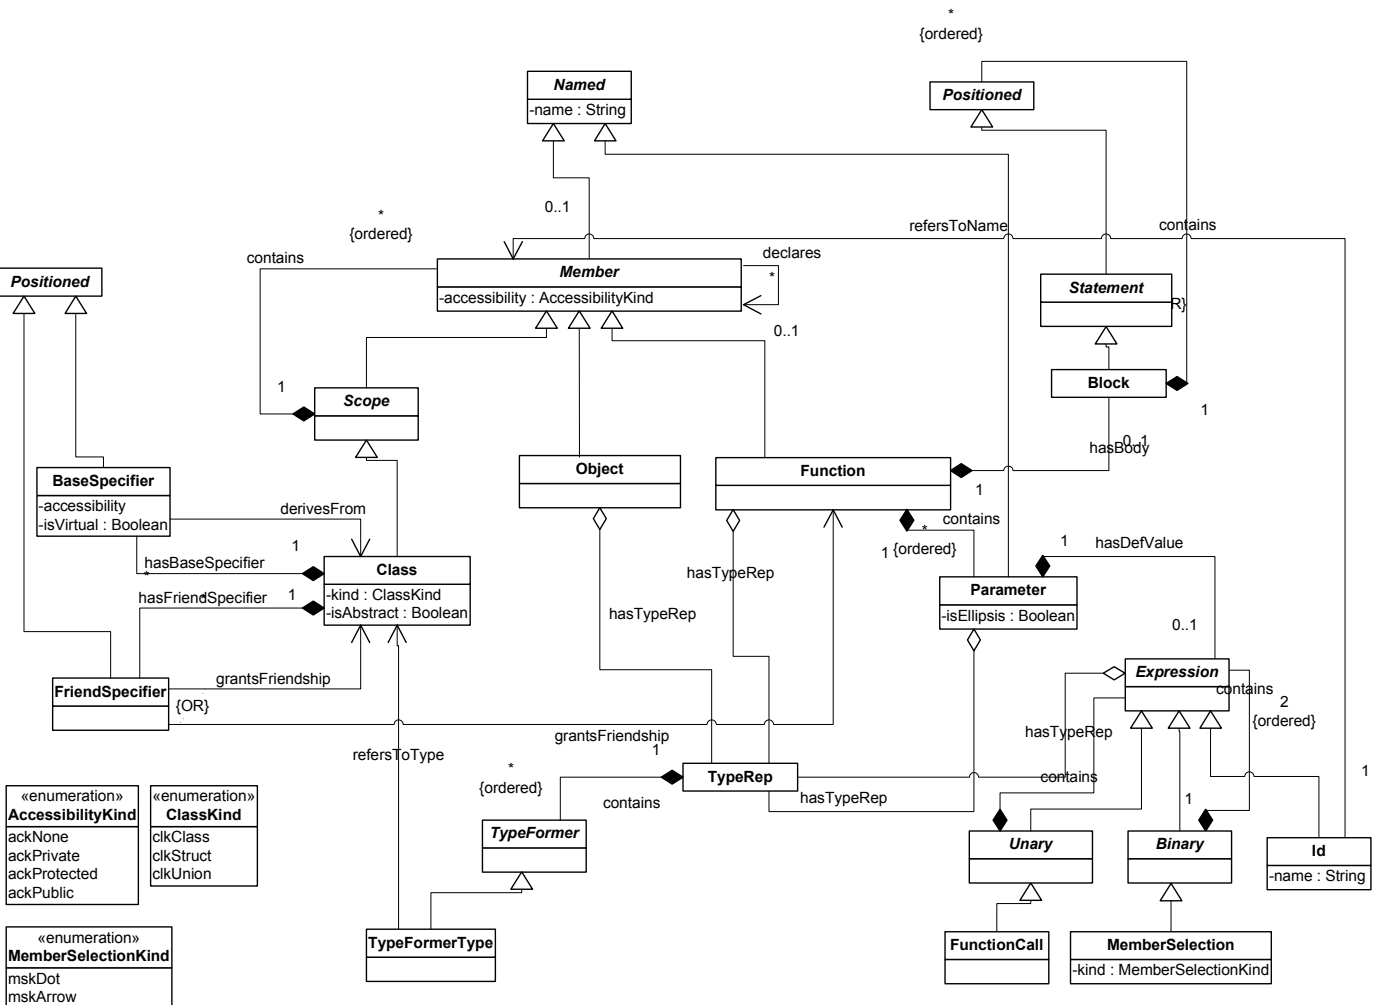 *
{ordered}
Named
-name : String
Positioned
0..1
*
{ordered}
refersToName
contains
contains
declares
Positioned
Member
*
-accessibility : AccessibilityKind
Statement
R}
0..1
1
Scope
Block
1
0..1
hasBody
BaseSpecifier
-accessibility
-isVirtual : Boolean
Object
Function
1
derivesFrom
contains
*
1
{ordered}
1
hasDefValue
1
hasBaseSpecifier
*
Class
-kind : ClassKind
-isAbstract : Boolean
hasTypeRep
Parameter
-isEllipsis : Boolean
hasFriendSpecifier
*
1
hasTypeRep
0..1
FriendSpecifier
grantsFriendship
{OR}
Expression
contains
2
{ordered}
grantsFriendship
hasTypeRep
refersToType
1
*
{ordered}
TypeRep
contains
1
contains
hasTypeRep
1
«enumeration»
AccessibilityKind
ackNone
ackPrivate
ackProtected
ackPublic
«enumeration»
ClassKind
clkClass
clkStruct
clkUnion
TypeFormer
Unary
Binary
Id
-name : String
«enumeration»
MemberSelectionKind
mskDot
mskArrow
TypeFormerType
FunctionCall
MemberSelection
-kind : MemberSelectionKind